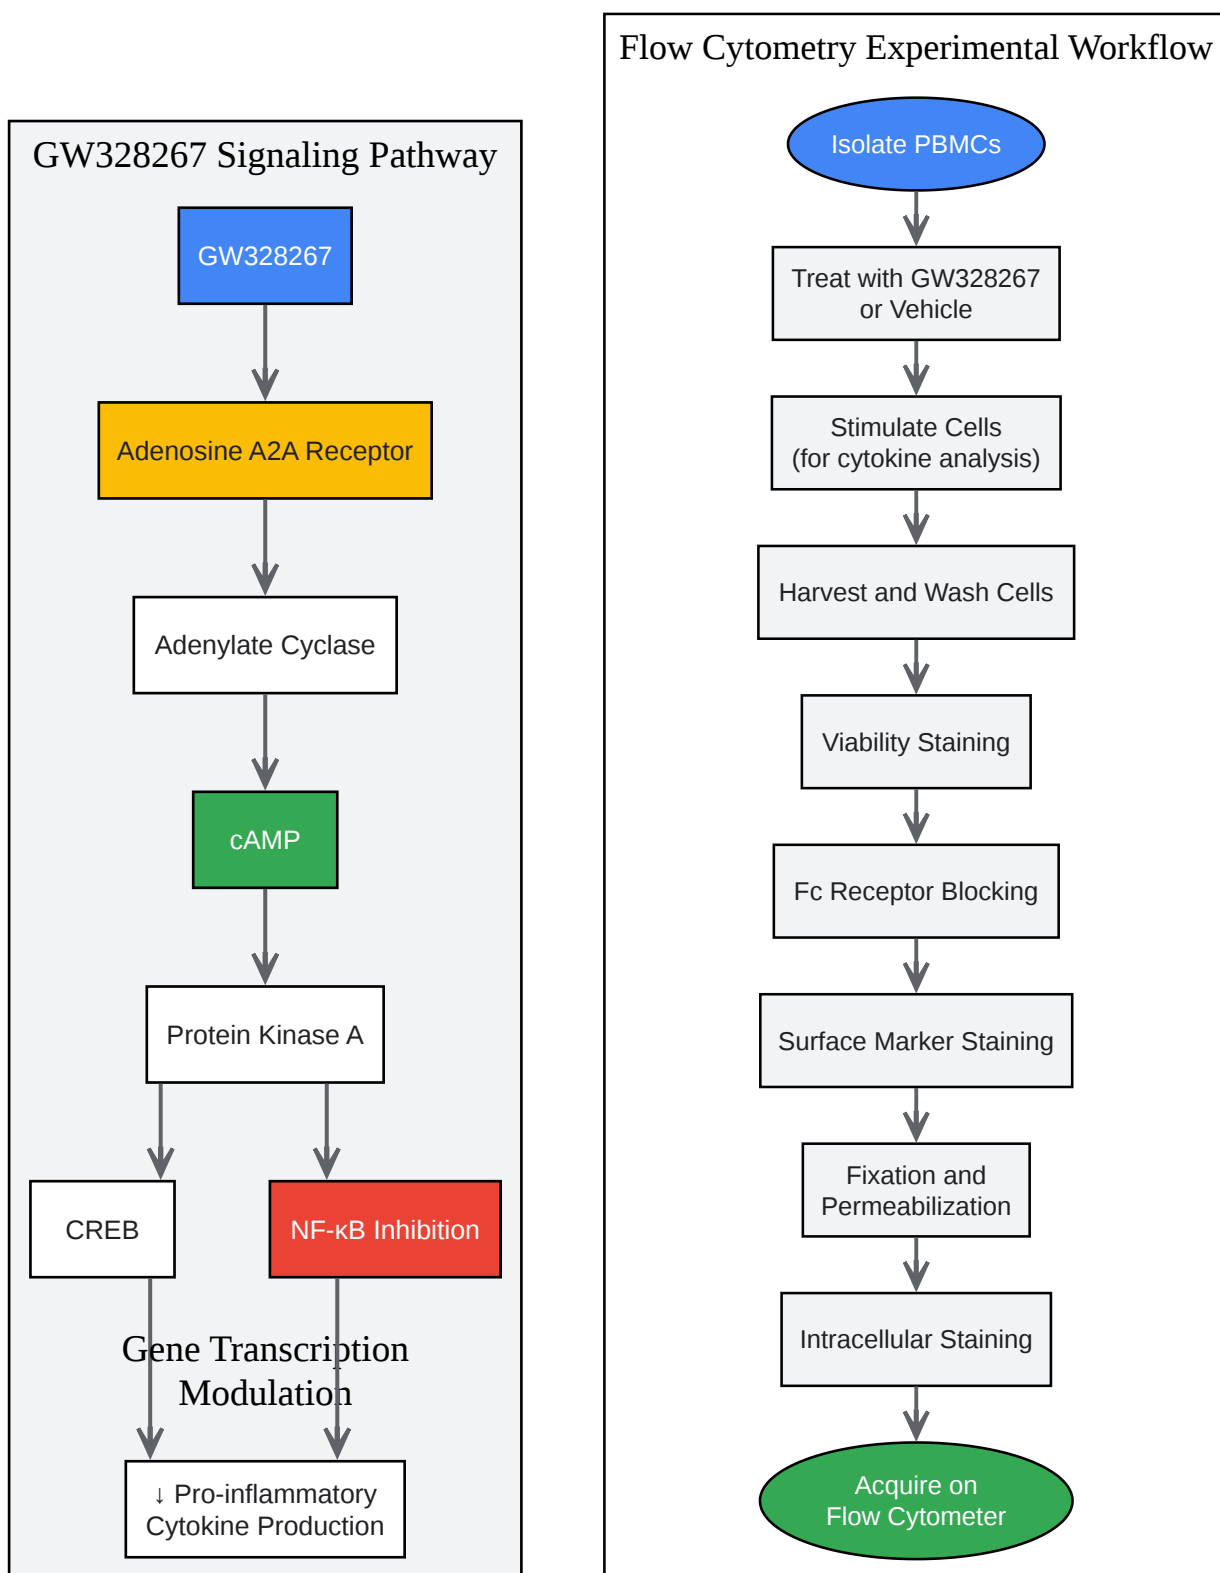 GW328267 Signaling Pathway
GW328267
Adenosine A2A Receptor
Adenylate Cyclase
cAMP
Protein Kinase A
CREB
NF-κB Inhibition
Gene Transcription
Modulation
↓ Pro-inflammatory
Cytokine Production
Flow Cytometry Experimental Workflow
Isolate PBMCs
Treat with GW328267
or Vehicle
Stimulate Cells
(for cytokine analysis)
Harvest and Wash Cells
Viability Staining
Fc Receptor Blocking
Surface Marker Staining
Fixation and
Permeabilization
Intracellular Staining
Acquire on
Flow Cytometer